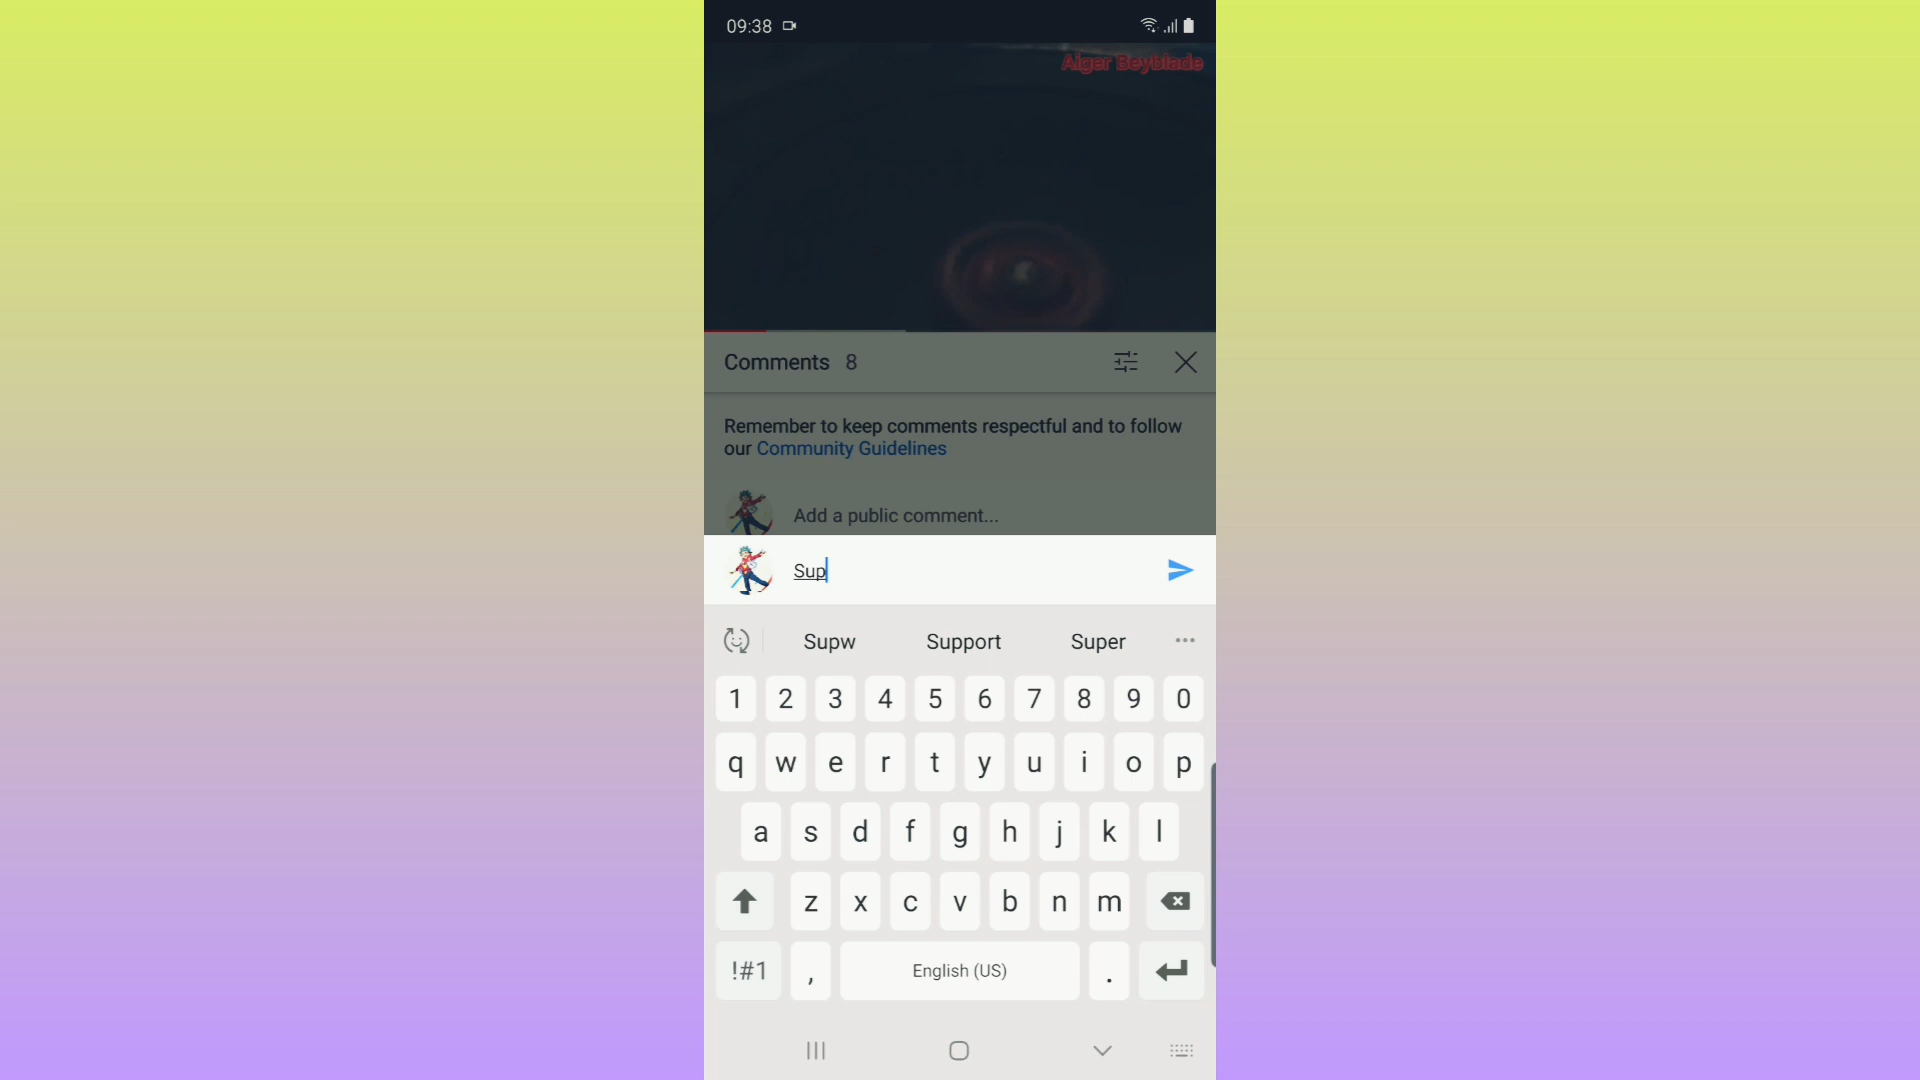 09:38
Aiger Beyblade
Comments 8
Remember to keep comments respectful and to follow
our Community Guidelines
Add a public comment...
Sup
Supw Support Super
1 2 3 4 5 6 7 8 9 0
q w e r t y u i o p
a s d f g h j k l
z x c v b n m
!#1 , English (US) .